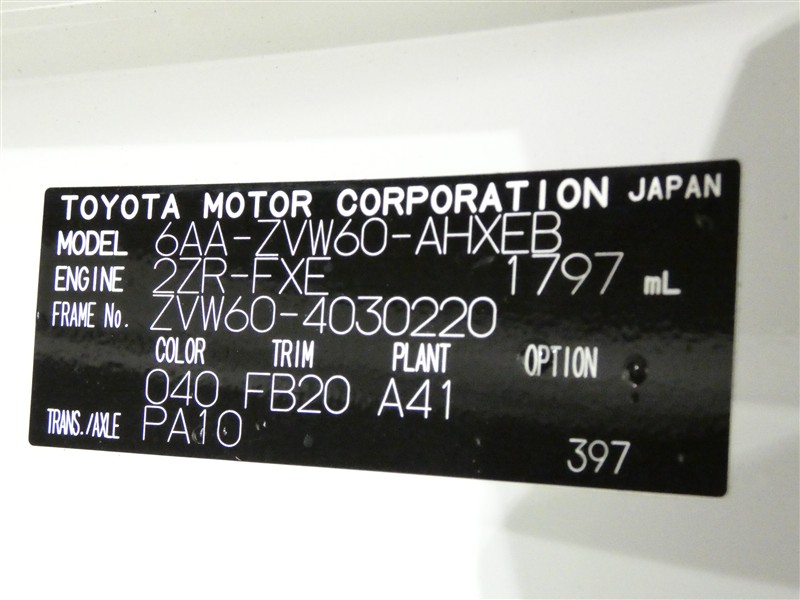 TOYOTA MOTOR CORPORATION JAPAN
MODEL 6AA-ZVW60-AHXEB
ENGINE 2ZR-FXE 1797 mL
FRAME No. ZVW60-4030220
COLOR TRIM PLANT OPTION
040 FB20 A41
TRANS./AXLE PA10
397